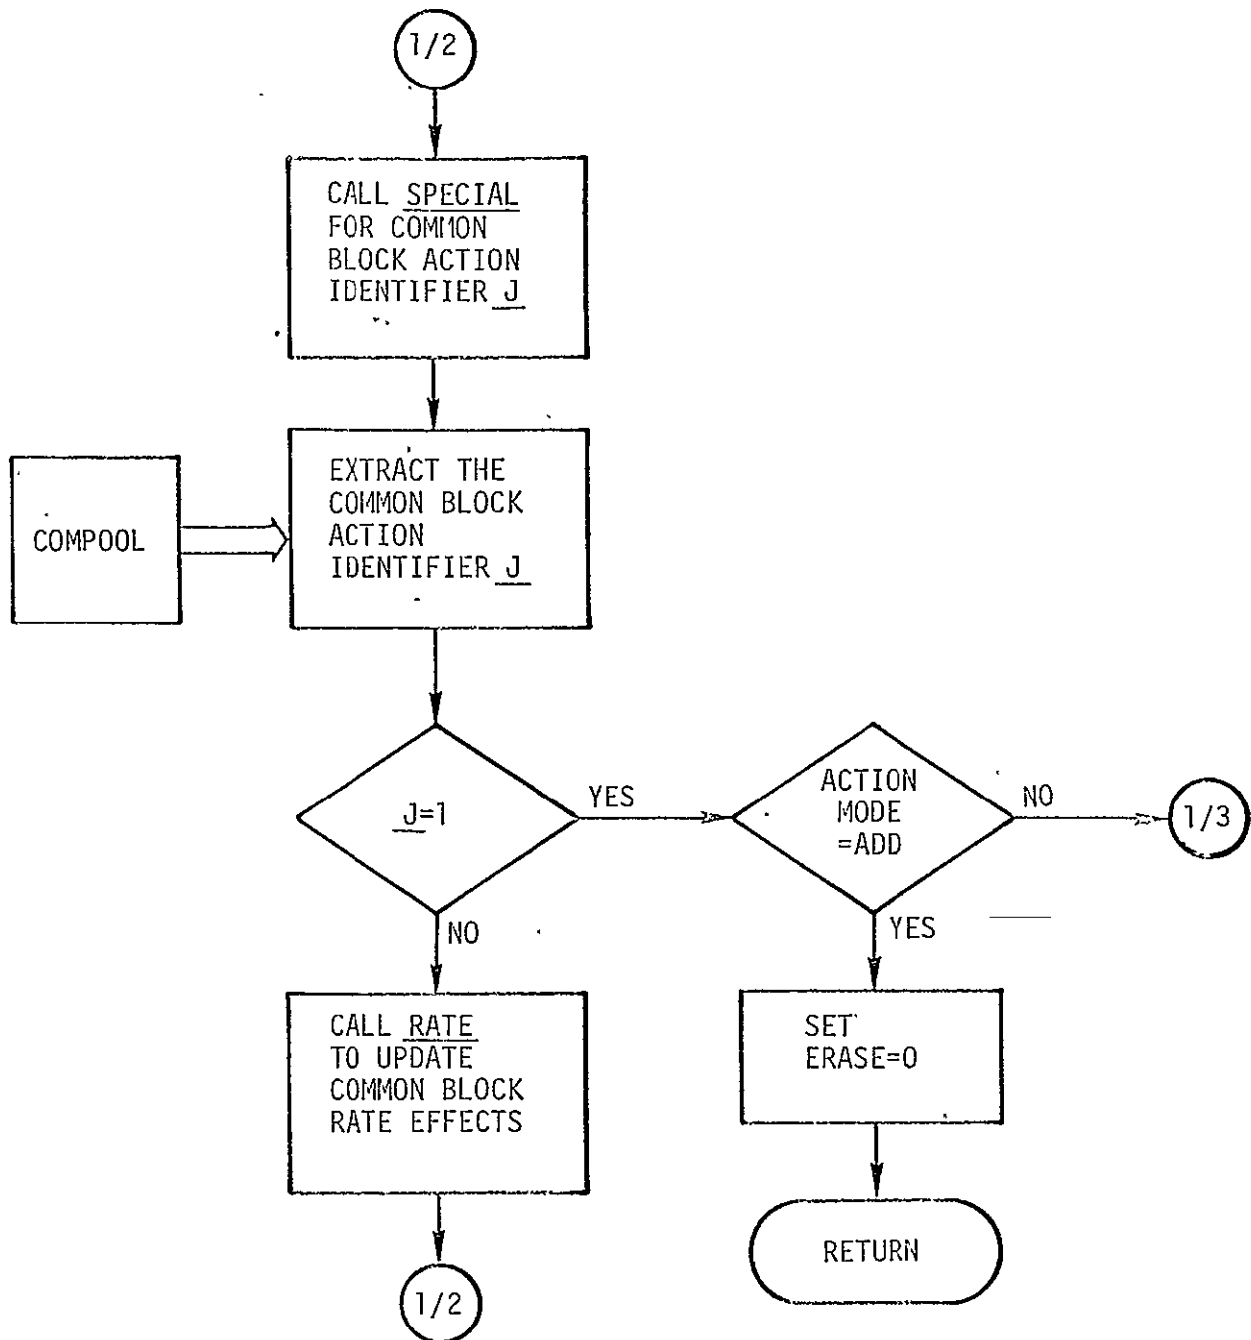 1/2
CALL SPECIAL
FOR COMMON
BLOCK ACTION
IDENTIFIER J
EXTRACT THE
COMMON BLOCK
ACTION
IDENTIFIER J
COMPOOL
J=1
YES
ACTION
MODE
=ADD
NO
1/3
NO
YES
CALL RATE
TO UPDATE
COMMON BLOCK
RATE EFFECTS
SET
ERASE=0
RETURN
1/2